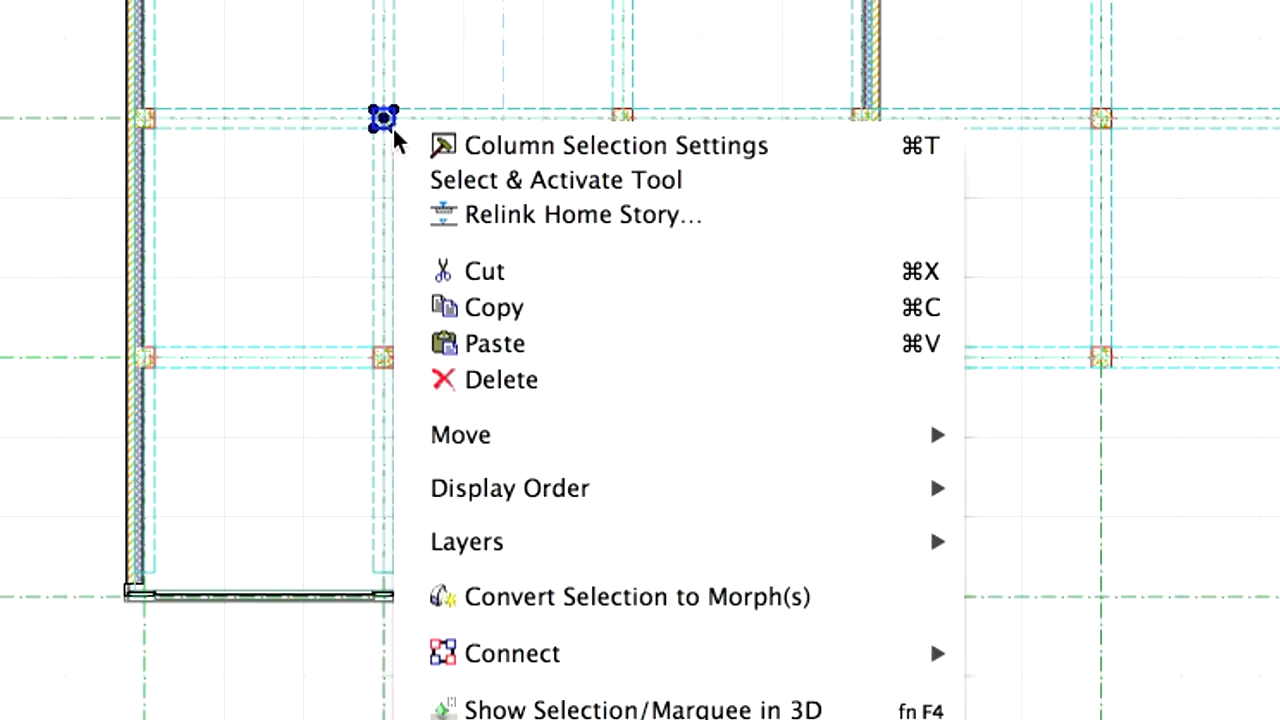 Column Selection Settings ⌘T
Select & Activate Tool
Relink Home Story...
Cut ⌘X
Copy ⌘C
Paste ⌘V
Delete
Move
Display Order
Layers
Convert Selection to Morph(s)
Connect
Show Selection/Marquee in 3D fn F4